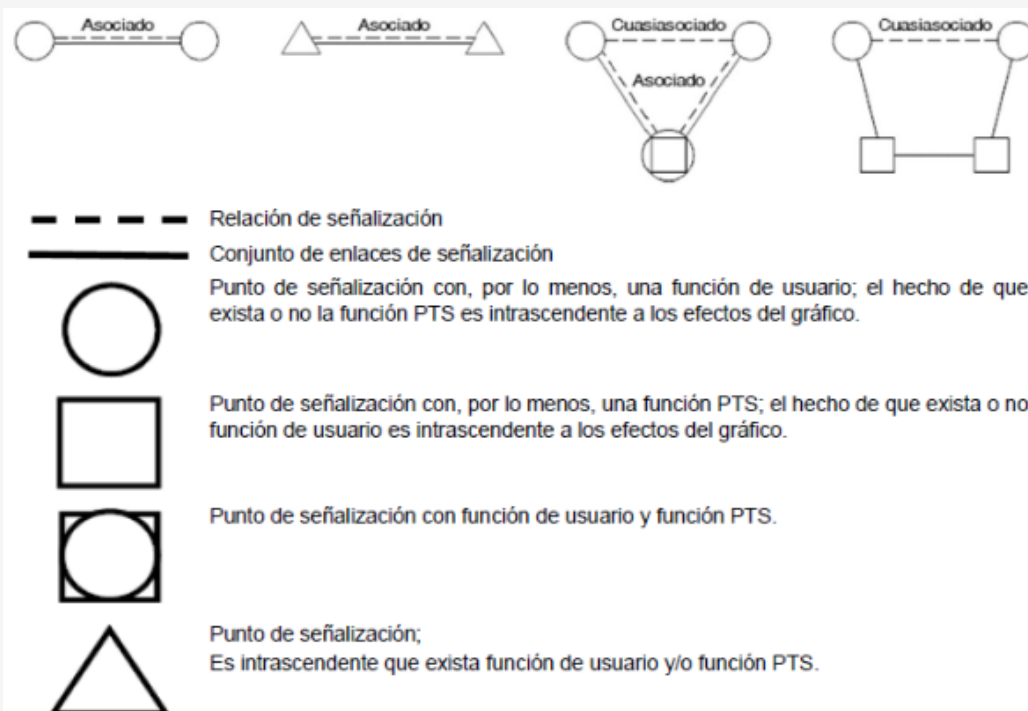 Asociado
Asociado
Cuasiasociado
Asociado
Cuasiasociado
Relación de señalización
Conjunto de enlaces de señalización
Punto de señalización con, por lo menos, una función de usuario; el hecho de que
exista o no la función PTS es intrascendente a los efectos del gráfico.
Punto de señalización con, por lo menos, una función PTS; el hecho de que exista o no
función de usuario es intrascendente a los efectos del gráfico.
Punto de señalización con función de usuario y función PTS.
Punto de señalización;
Es intrascendente que exista función de usuario y/o función PTS.